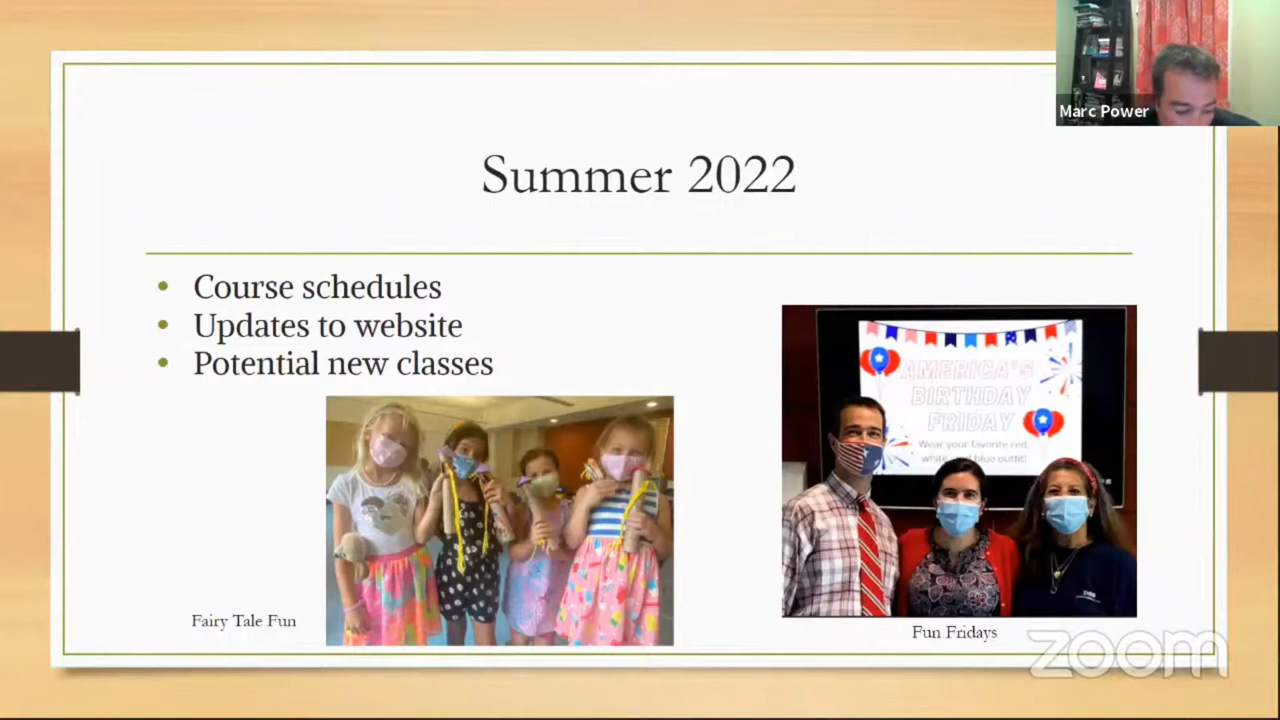 Marc Power
Summer 2022
Course schedules
Updates to website
Potential new classes
AMERICA'S
BIRTHDAY
FRIDAY
Wear your favorite red,
white, and blue outfit!
Fairy Tale Fun
Fun Fridays
zoom